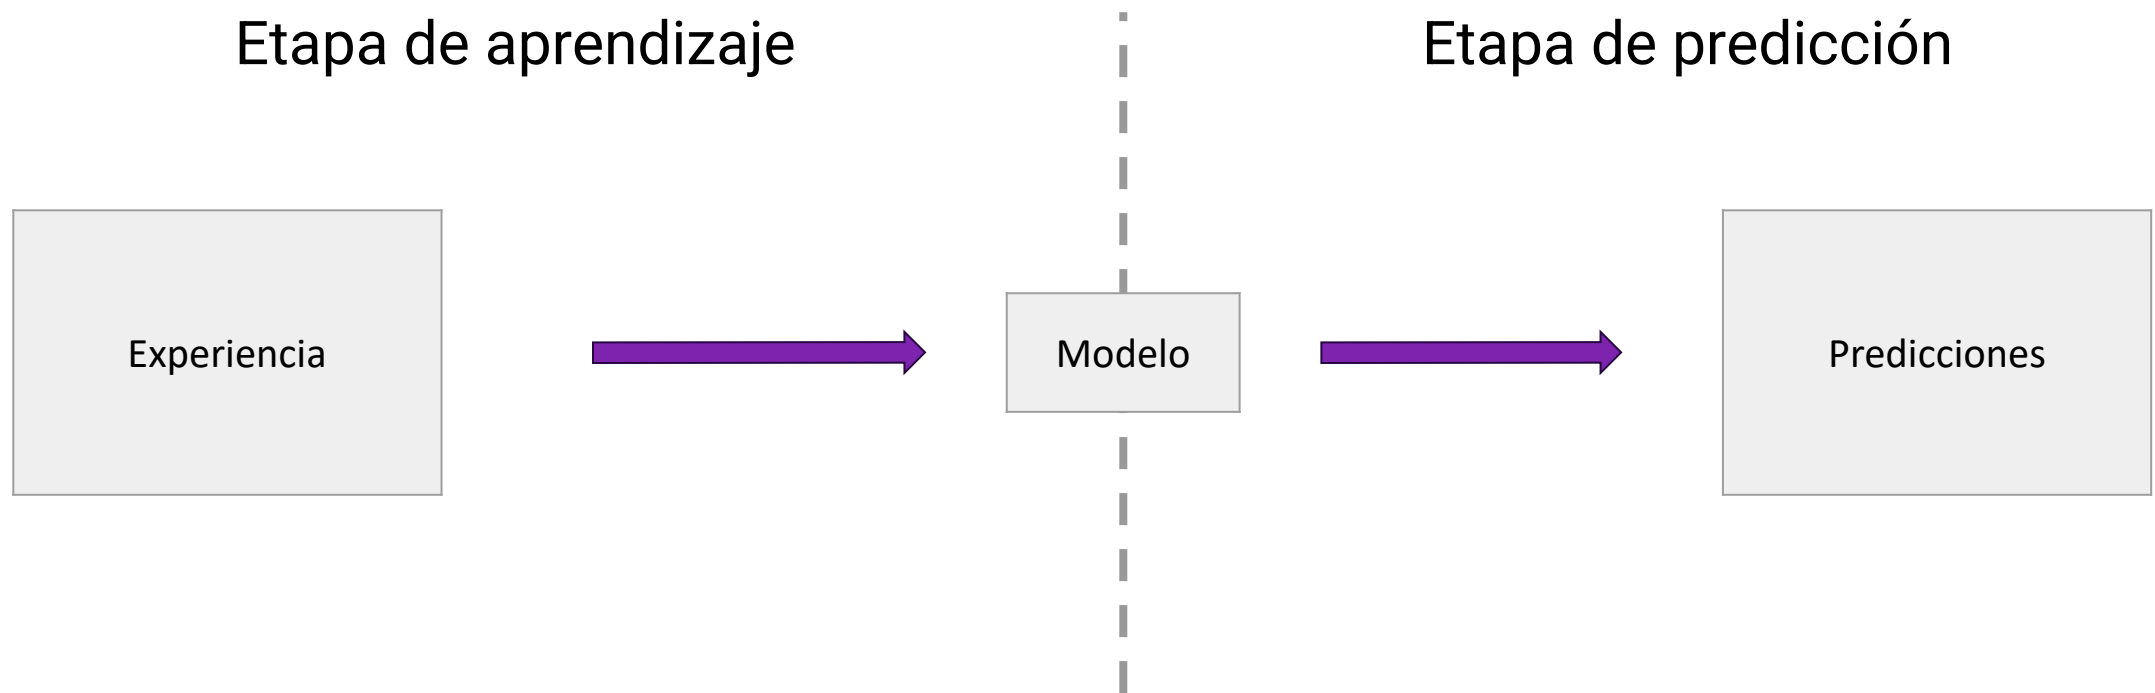 Etapa de aprendizaje
Etapa de predicción
Experiencia
Modelo
Predicciones